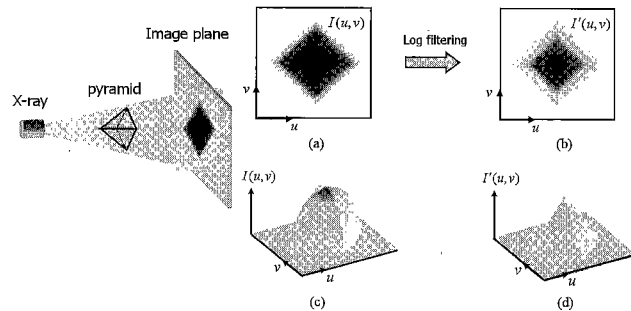 Image plane
pyramid
X-ray
I(u,v)
v
u
(a)
Log filtering
I'(u,v)
v
u
(b)
I(u,v)
v
u
(c)
I'(u,v)
v
u
(d)